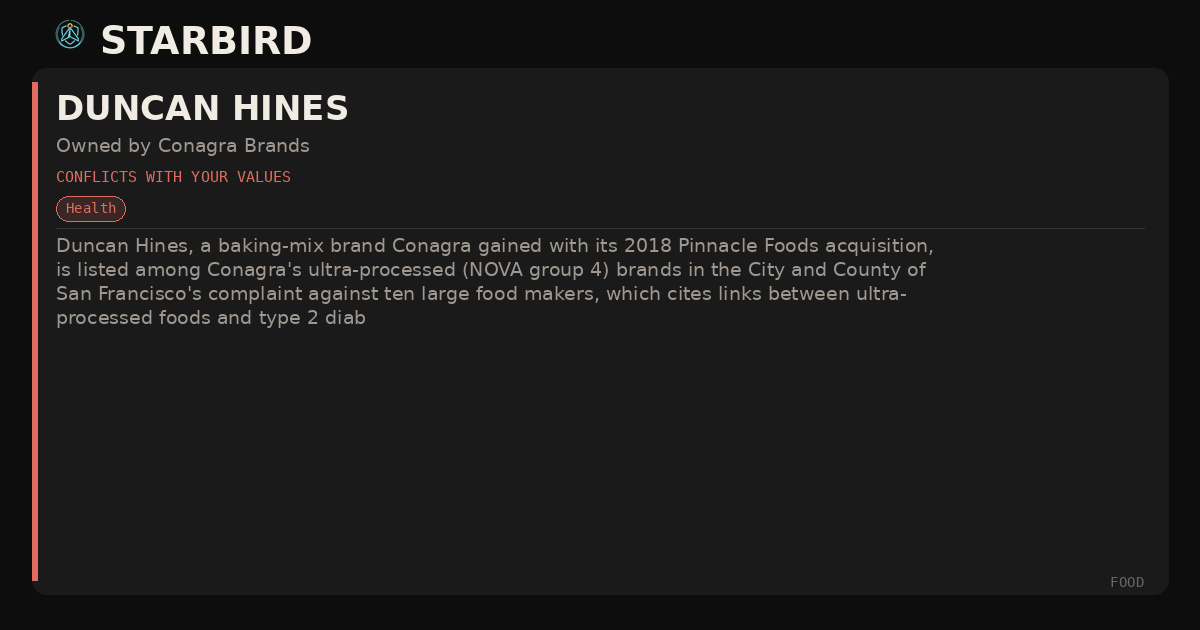 STARBIRD
DUNCAN HINES
Owned by Conagra Brands
CONFLICTS WITH YOUR VALUES
Health
Duncan Hines, a baking-mix brand Conagra gained with its 2018 Pinnacle Foods acquisition,
is listed among Conagra's ultra-processed (NOVA group 4) brands in the City and County of
San Francisco's complaint against ten large food makers, which cites links between ultra-
processed foods and type 2 diab
FOOD